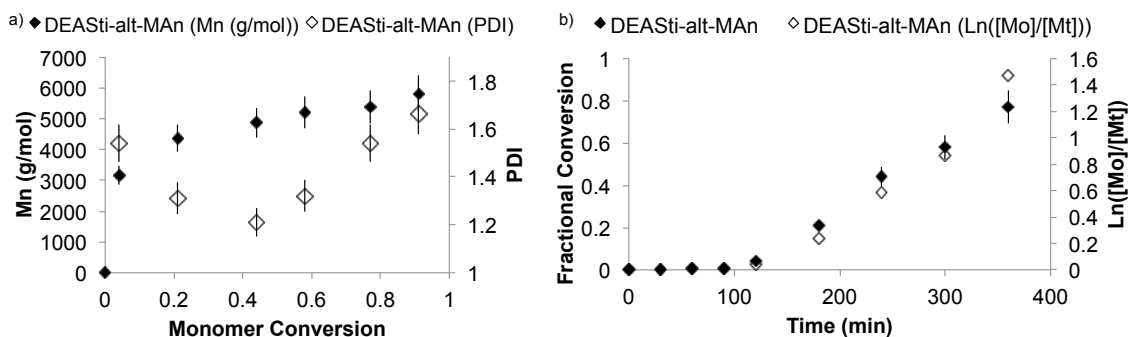 a) ◆ DEASti-alt-MAn (Mn (g/mol)) ◇ DEASti-alt-MAn (PDI)
7000
6000
5000
4000
3000
2000
1000
0
Mn (g/mol)
1.8
1.6
1.4
1.2
1
PDI
0 0.2 0.4 0.6 0.8 1
Monomer Conversion
b) ◆ DEASti-alt-MAn ◇ DEASti-alt-MAn (Ln([Mo]/[Mt]))
1
0.8
0.6
0.4
0.2
0
Fractional Conversion
1.6
1.4
1.2
1
0.8
0.6
0.4
0.2
0
Ln([Mo]/[Mt])
0 100 200 300 400
Time (min)